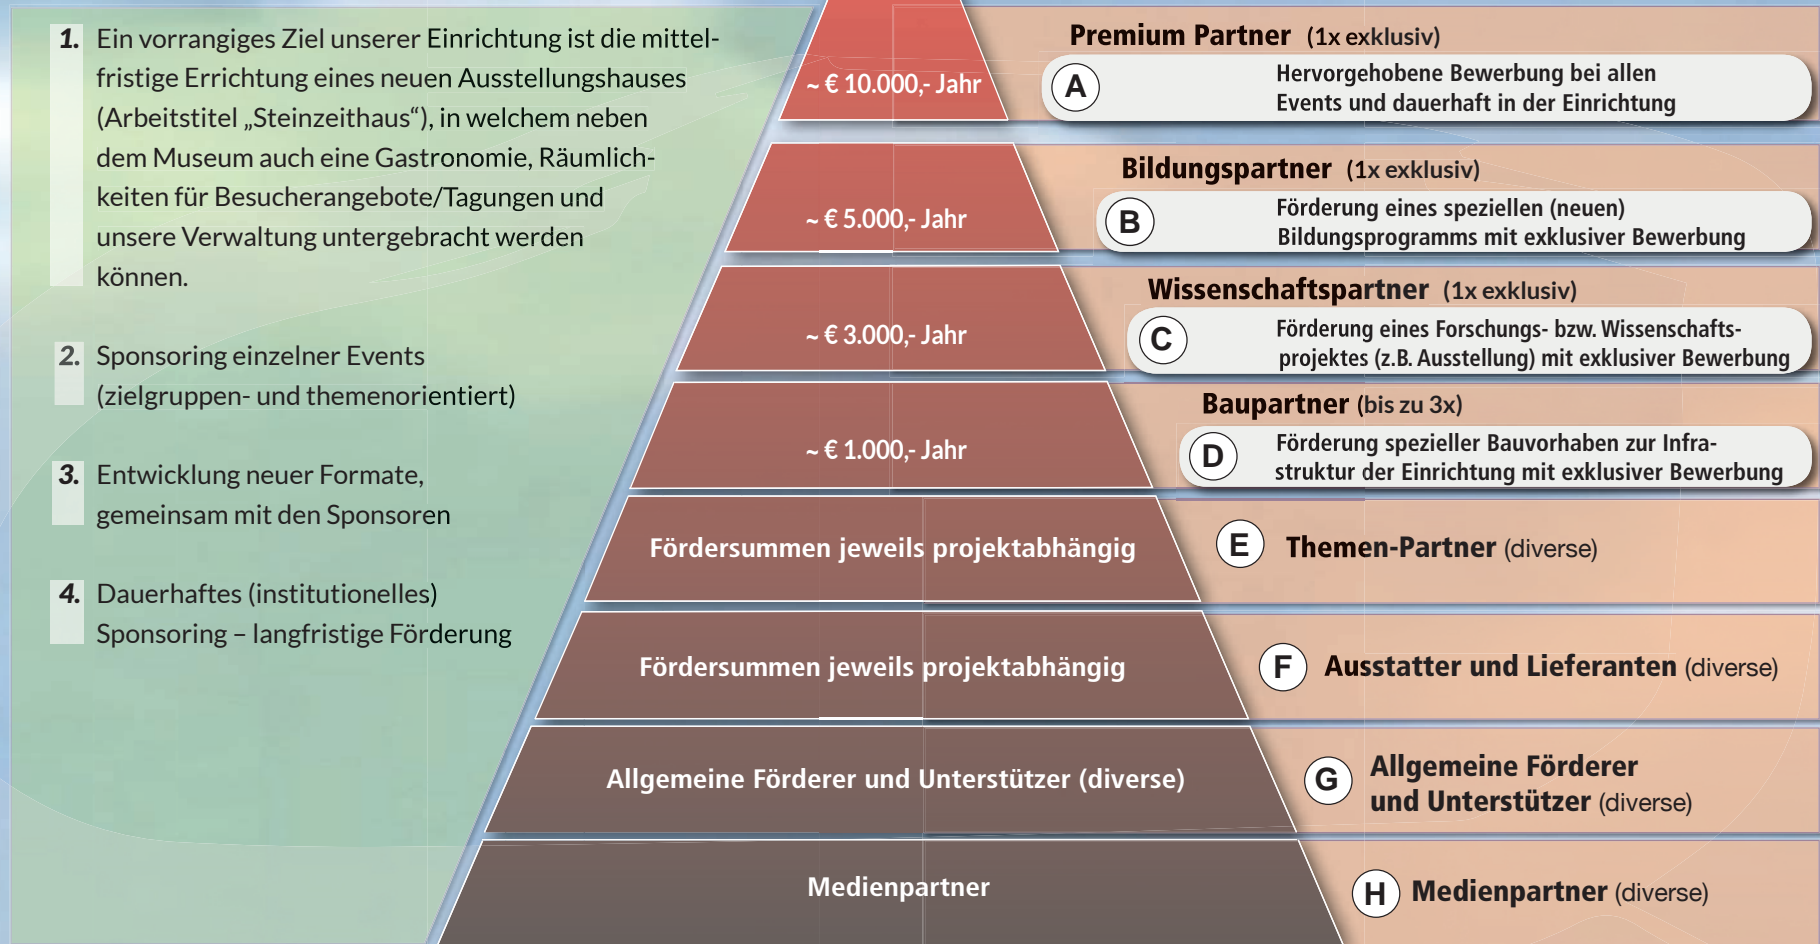 1. Ein vorrangiges Ziel unserer Einrichtung ist die mittel-
fristige Errichtung eines neuen Ausstellungshauses
(Arbeitstitel „Steinzeithaus“), in welchem neben
dem Museum auch eine Gastronomie, Räumlich-
keiten für Besucherangebote/Tagungen und
unsere Verwaltung untergebracht werden
können.
2. Sponsoring einzelner Events
(zielgruppen- und themenorientiert)
3. Entwicklung neuer Formate,
gemeinsam mit den Sponsoren
4. Dauerhaftes (institutionelles)
Sponsoring – langfristige Förderung
~ € 10.000,- Jahr
Premium Partner (1x exklusiv)
A
Hervorgehobene Bewerbung bei allen
Events und dauerhaft in der Einrichtung
~ € 5.000,- Jahr
Bildungspartner (1x exklusiv)
B
Förderung eines speziellen (neuen)
Bildungsprogramms mit exklusiver Bewerbung
~ € 3.000,- Jahr
Wissenschaftspartner (1x exklusiv)
C
Förderung eines Forschungs- bzw. Wissenschafts-
projektes (z.B. Ausstellung) mit exklusiver Bewerbung
~ € 1.000,- Jahr
Baupartner (bis zu 3x)
D
Förderung spezieller Bauvorhaben zur Infra-
struktur der Einrichtung mit exklusiver Bewerbung
Fördersummen jeweils projektabhängig
E Themen-Partner (diverse)
Fördersummen jeweils projektabhängig
F Ausstatter und Lieferanten (diverse)
Allgemeine Förderer und Unterstützer (diverse)
G Allgemeine Förderer
und Unterstützer (diverse)
Medienpartner
H Medienpartner (diverse)